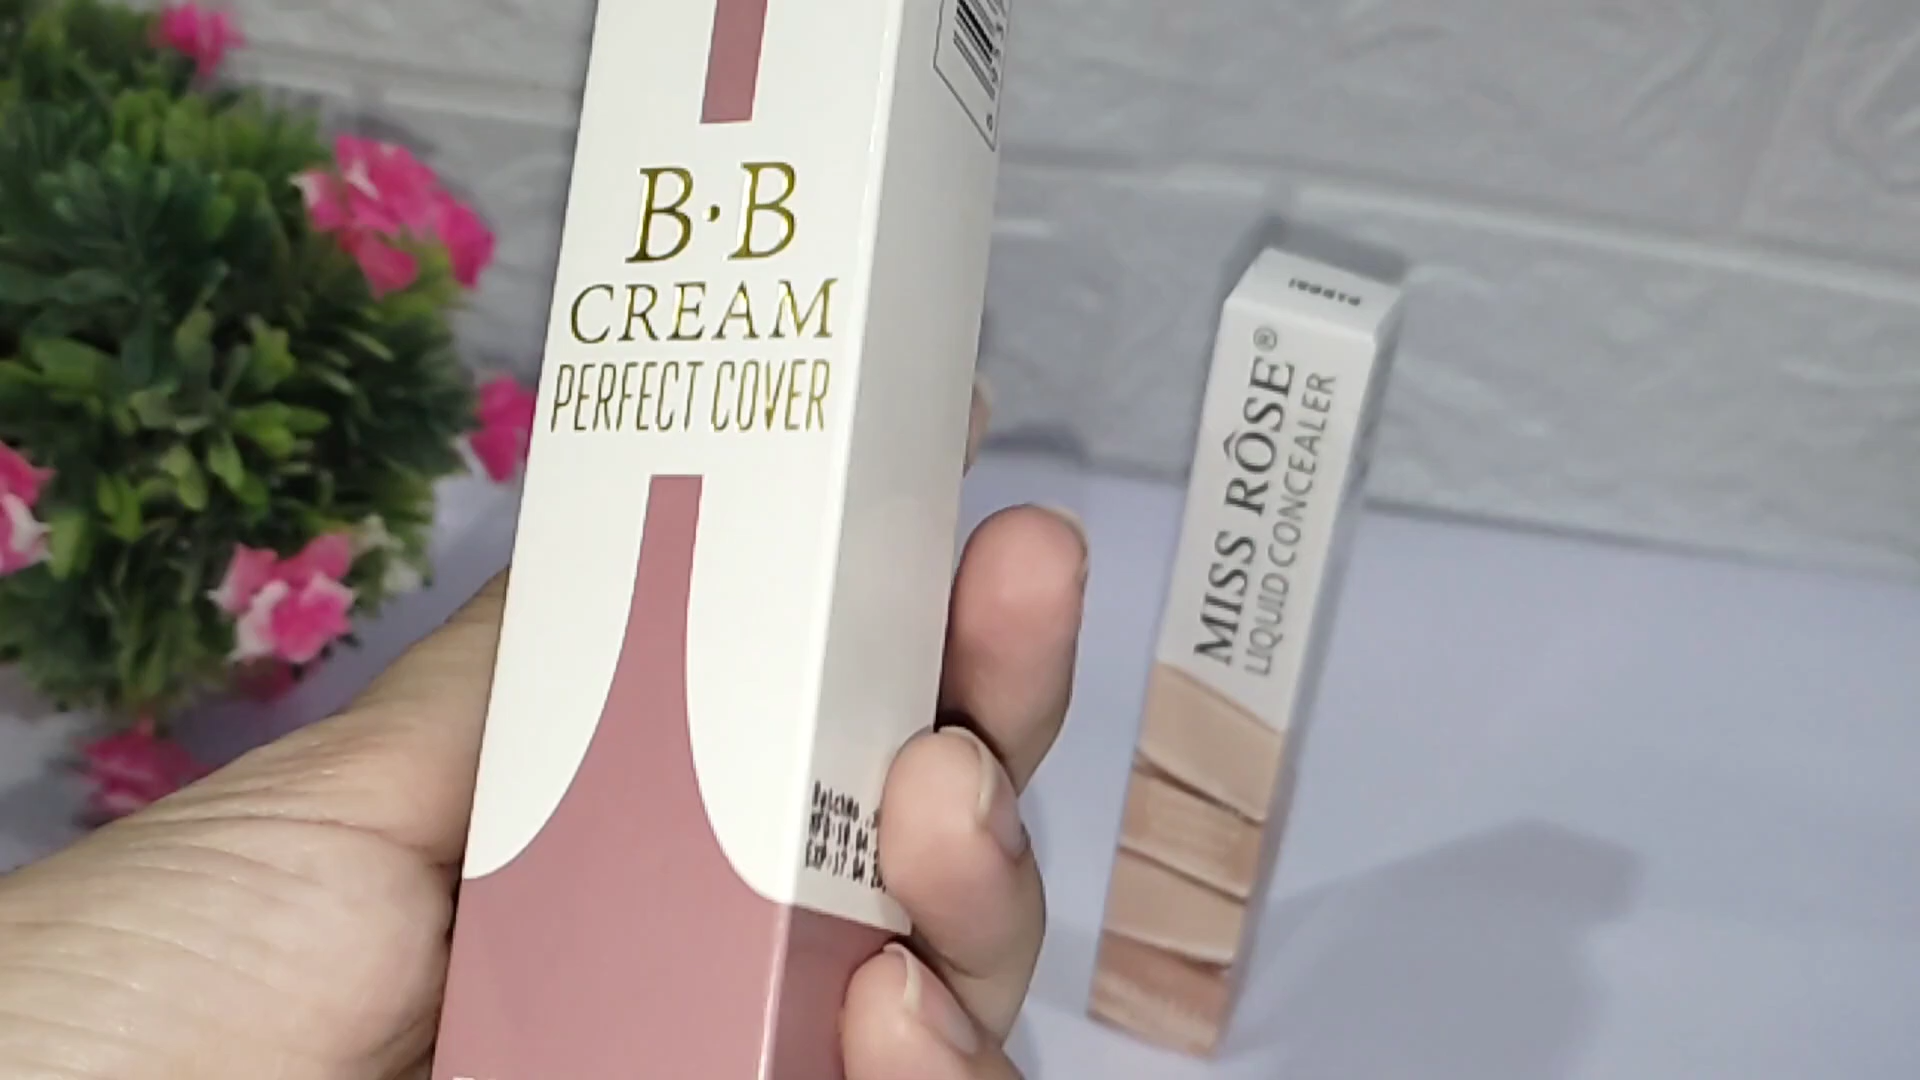 B·B
CREAM
PERFECT COVER
MISS RÔSE®
LIQUID CONCEALER